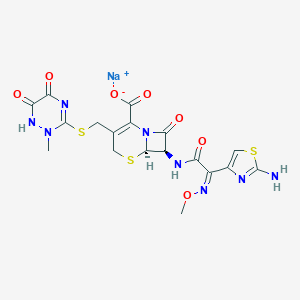 Na +
O -
O O
O N N O
O
HN N S N
N S H N H S
O
N NH2
O N